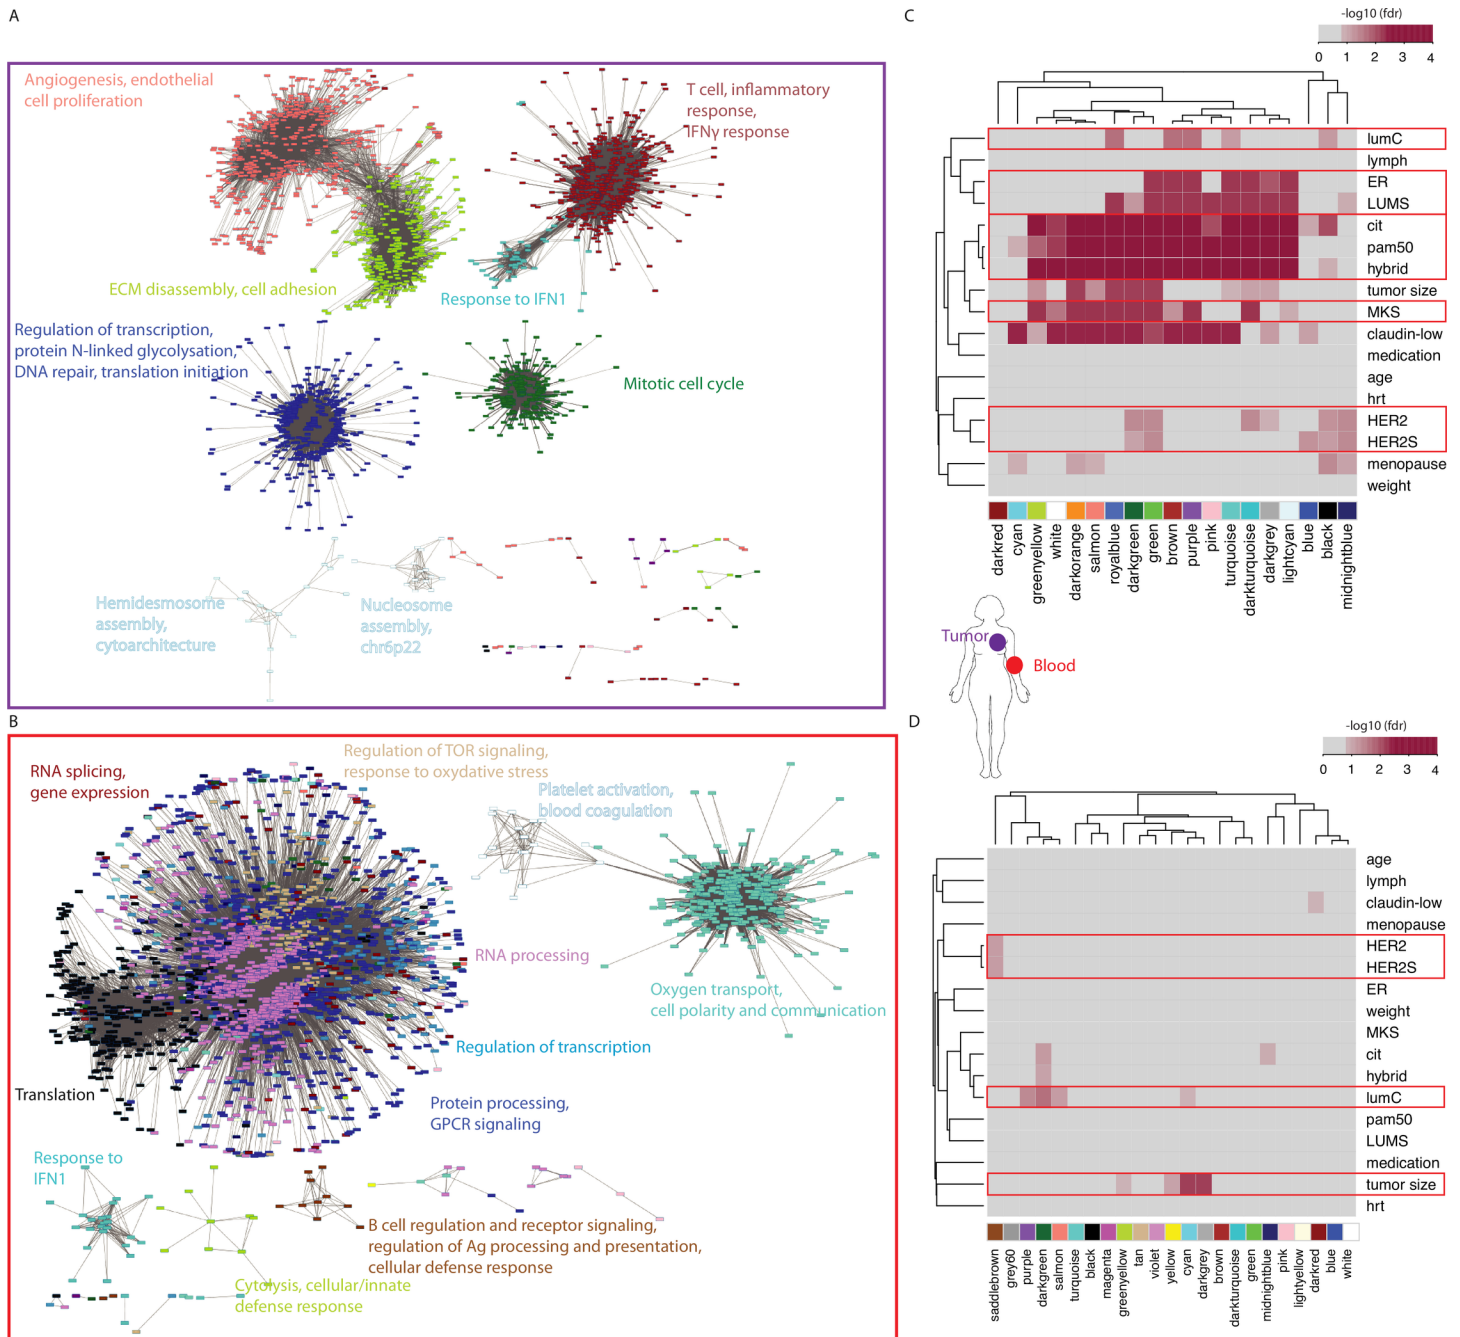 A
Angiogenesis, endothelial
cell proliferation
T cell, inflammatory
response,
IFNγ response
ECM disassembly, cell adhesion
Response to IFN1
Regulation of transcription,
protein N-linked glycolysation,
DNA repair, translation initiation
Mitotic cell cycle
Hemidesmosome
assembly,
cytoarchitecture
Nucleosome
assembly,
chr6p22
B
RNA splicing,
gene expression
Regulation of TOR signaling,
response to oxydative stress
Platelet activation,
blood coagulation
RNA processing
Oxygen transport,
cell polarity and communication
Regulation of transcription
Translation
Protein processing,
GPCR signaling
Response to
IFN1
B cell regulation and receptor signaling,
regulation of Ag processing and presentation,
cellular defense response
Cytolysis, cellular/innate
defense response
C
-log10 (fdr)
0 1 2 3 4
lumC
lymph
ER
LUMS
cit
pam50
hybrid
tumor size
MKS
claudin-low
medication
age
hrt
HER2
HER2S
menopause
weight
darkred
cyan
greenyellow
white
darkorange
salmon
royalblue
darkgreen
green
brown
purple
pink
turquoise
darkturquoise
darkgrey
lightcyan
blue
black
midnightblue
Tumor
Blood
D
-log10 (fdr)
0 1 2 3 4
age
lymph
claudin-low
menopause
HER2
HER2S
ER
weight
MKS
cit
hybrid
lumC
pam50
LUMS
medication
tumor size
hrt
saddlebrown
grey60
purple
darkgreen
salmon
turquoise
black
magenta
greenyellow
tan
violet
yellow
cyan
darkgrey
brown
darkturquoise
green
midnightblue
pink
lightyellow
darkred
blue
white